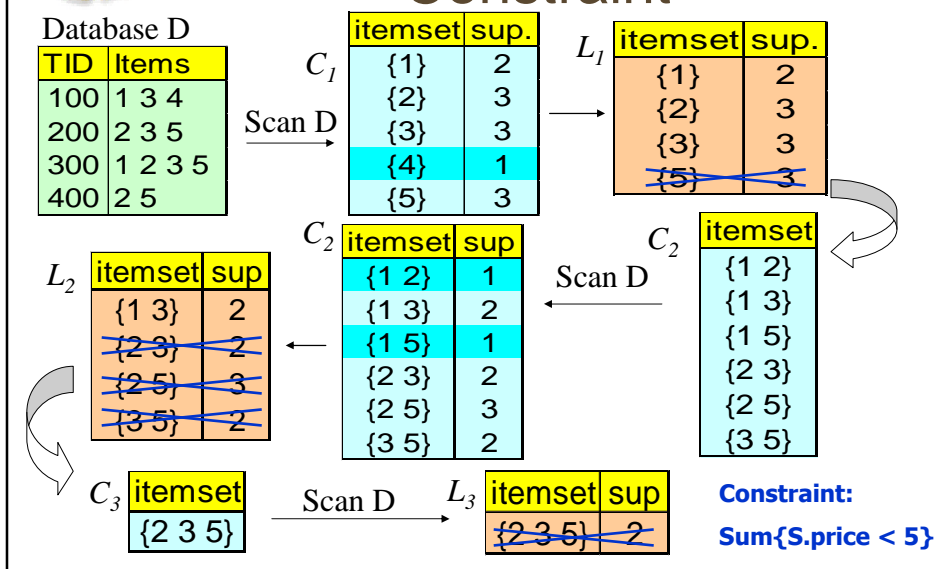 Constraint
Database D
TID Items
100 1 3 4
200 2 3 5
300 1 2 3 5
400 2 5
Scan D
C1
itemset sup.
{1} 2
{2} 3
{3} 3
{4} 1
{5} 3
L1
itemset sup.
{1} 2
{2} 3
{3} 3
{5} 3
C2
itemset
{1 2}
{1 3}
{1 5}
{2 3}
{2 5}
{3 5}
Scan D
C2
itemset sup
{1 2} 1
{1 3} 2
{1 5} 1
{2 3} 2
{2 5} 3
{3 5} 2
L2
itemset sup
{1 3} 2
{2 3} 2
{2 5} 3
{3 5} 2
C3
itemset
{2 3 5}
Scan D
L3
itemset sup
{2 3 5} 2
Constraint:
Sum{S.price < 5}